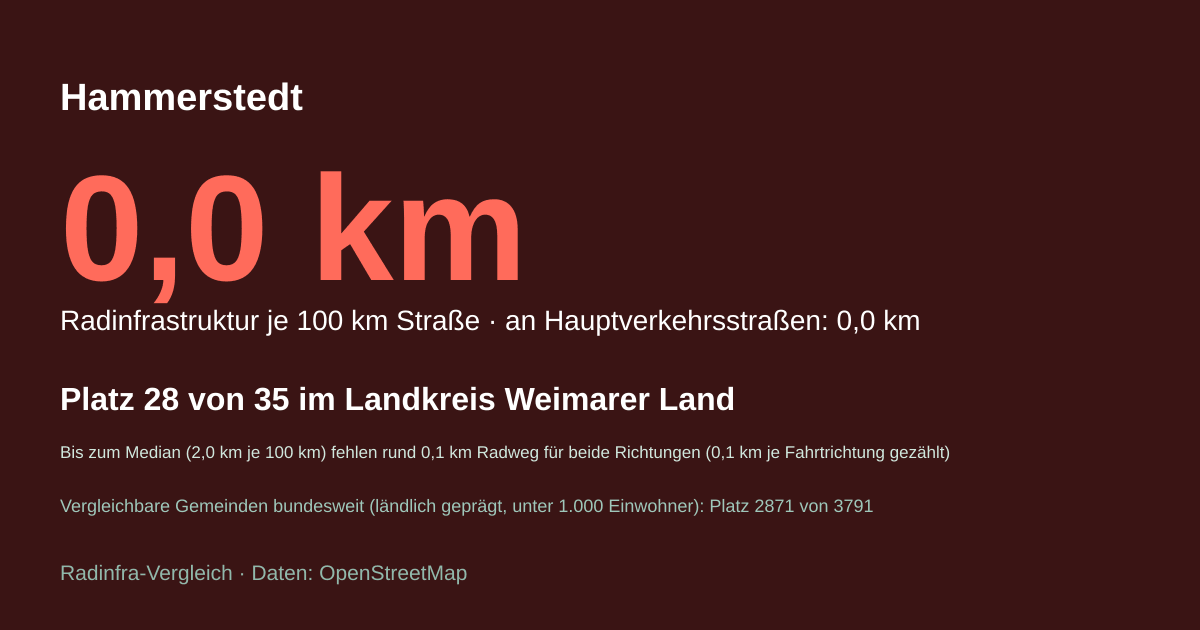 Hammerstedt
0,0 km
Radinfrastruktur je 100 km Straße · an Hauptverkehrsstraßen: 0,0 km
Platz 28 von 35 im Landkreis Weimarer Land
Bis zum Median (2,0 km je 100 km) fehlen rund 0,1 km Radweg für beide Richtungen (0,1 km je Fahrtrichtung gezählt)
Vergleichbare Gemeinden bundesweit (ländlich geprägt, unter 1.000 Einwohner): Platz 2871 von 3791
Radinfra-Vergleich · Daten: OpenStreetMap